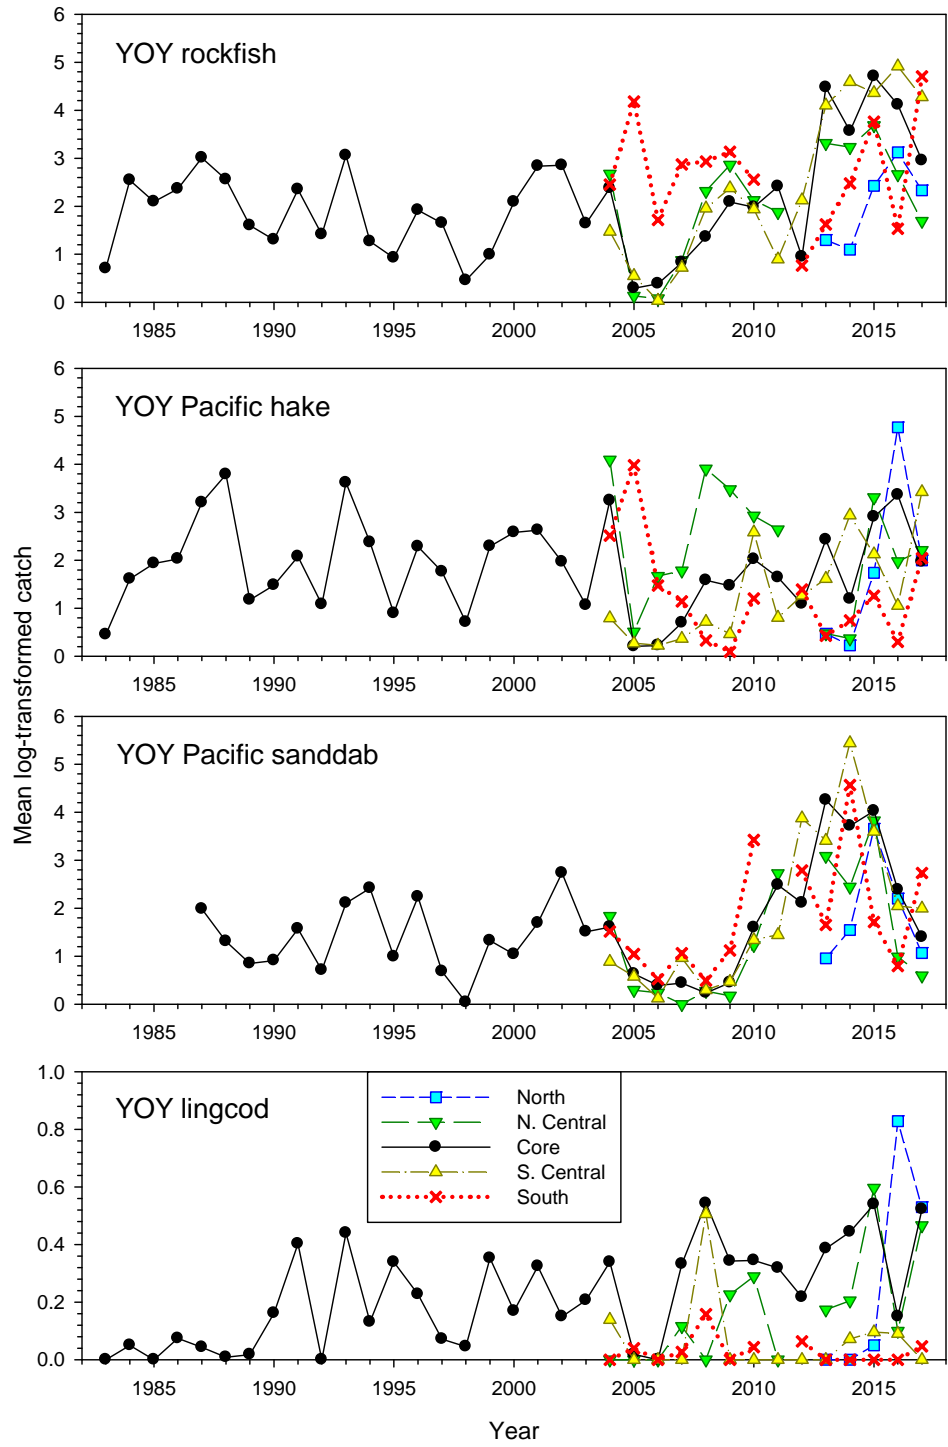 YOY rockfish
6
5
4
3
2
1
0
1985 1990 1995 2000 2005 2010 2015
YOY Pacific hake
6
5
4
3
2
1
0
1985 1990 1995 2000 2005 2010 2015
Mean log-transformed catch
YOY Pacific sanddab
6
5
4
3
2
1
0
1985 1990 1995 2000 2005 2010 2015
YOY lingcod
1.0
0.8
0.6
0.4
0.2
0.0
North
N. Central
Core
S. Central
South
1985 1990 1995 2000 2005 2010 2015
Year